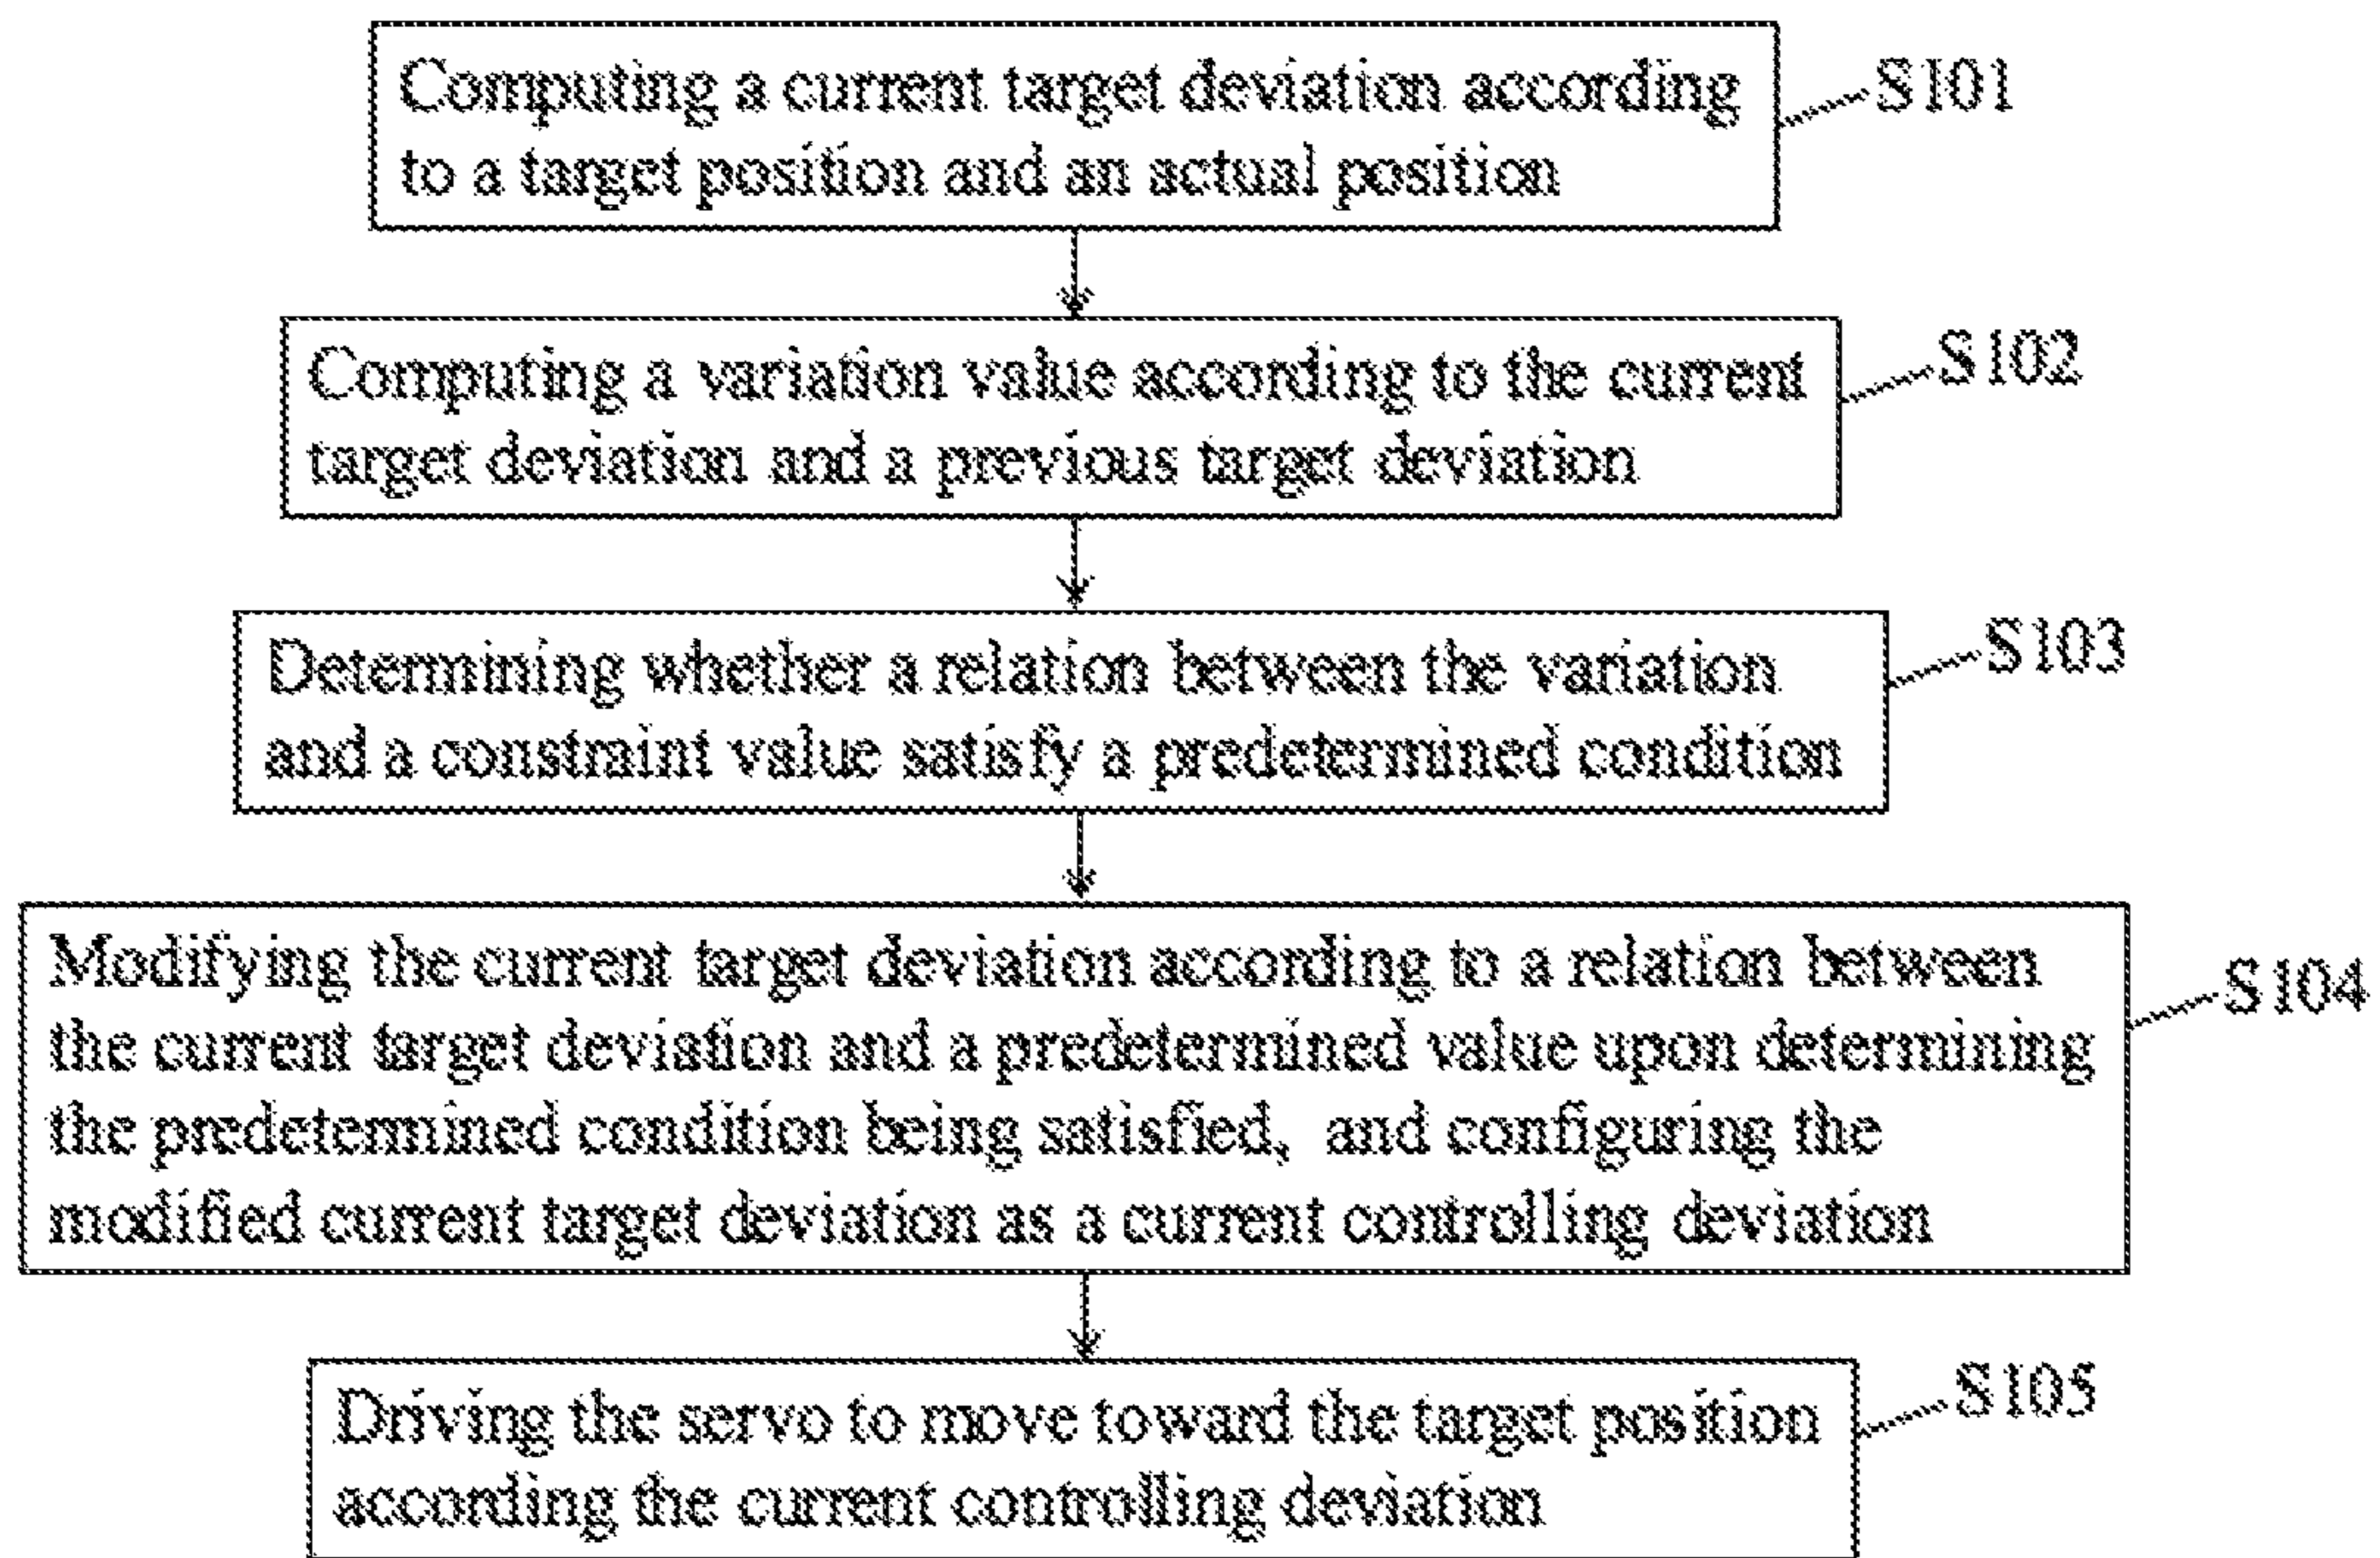 Computing a current target deviation according
to a target position and an actual position
S101
Computing a variation value according to the current
target deviation and a previous target deviation
S102
Determining whether a relation between the variation
and a constraint value satisfy a predetermined condition
S103
Modifying the current target deviation according to a relation between
the current target deviation and a predetermined value upon determining
the predetermined condition being satisfied, and configuring the
modified current target deviation as a current controlling deviation
S104
Driving the servo to move toward the target position
according the current controlling deviation
S105